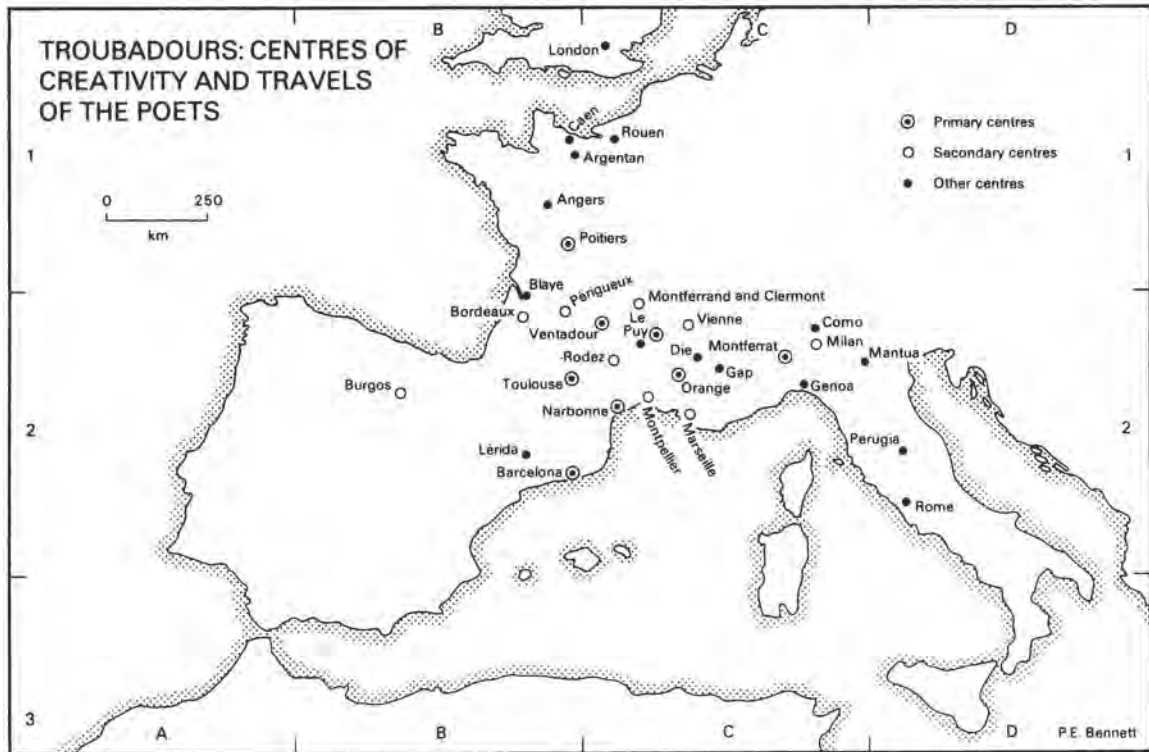 TROUBADOURS: CENTRES OF
CREATIVITY AND TRAVELS
OF THE POETS
B
C
D
London
Primary centres
Secondary centres
Other centres
1
1
0 250
km
Caen
Rouen
Argentan
Angers
Poitiers
Blaye
Périgueux
Montferrand and Clermont
Bordeaux
Ventadour
Le
Puy
Vienne
Como
Milan
Die
Montferrat
Mantua
Rodez
Gap
Burgos
Toulouse
Orange
Genoa
Narbonne
Montpellier
Marseille
2
2
Lérida
Perugia
Barcelona
Rome
3
A
B
C
D
P.E. Bennett